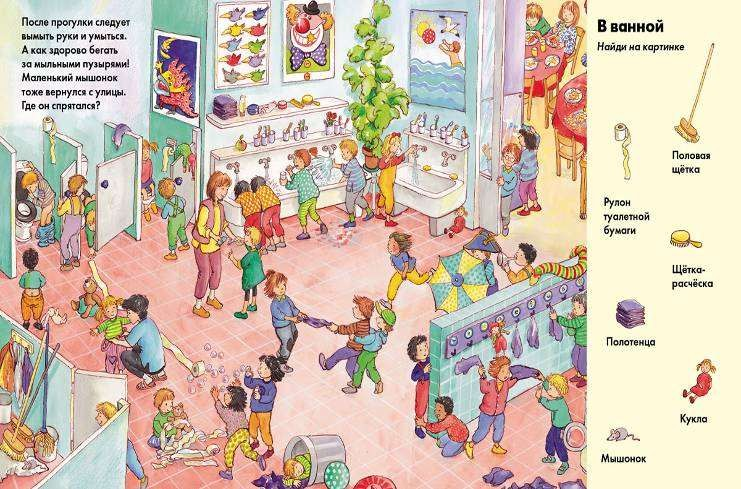 После прогулки следует
вымыть руки и умыться.
А как здорово бегать
за мыльными пузырями!
Маленький мышонок
тоже вернулся с улицы.
Где он спрятался?
В ванной
Найди на картинке
Половая
щётка
Рулон
туалетной
бумаги
Щётка-
расчёска
Полотенца
Кукла
Мышонок